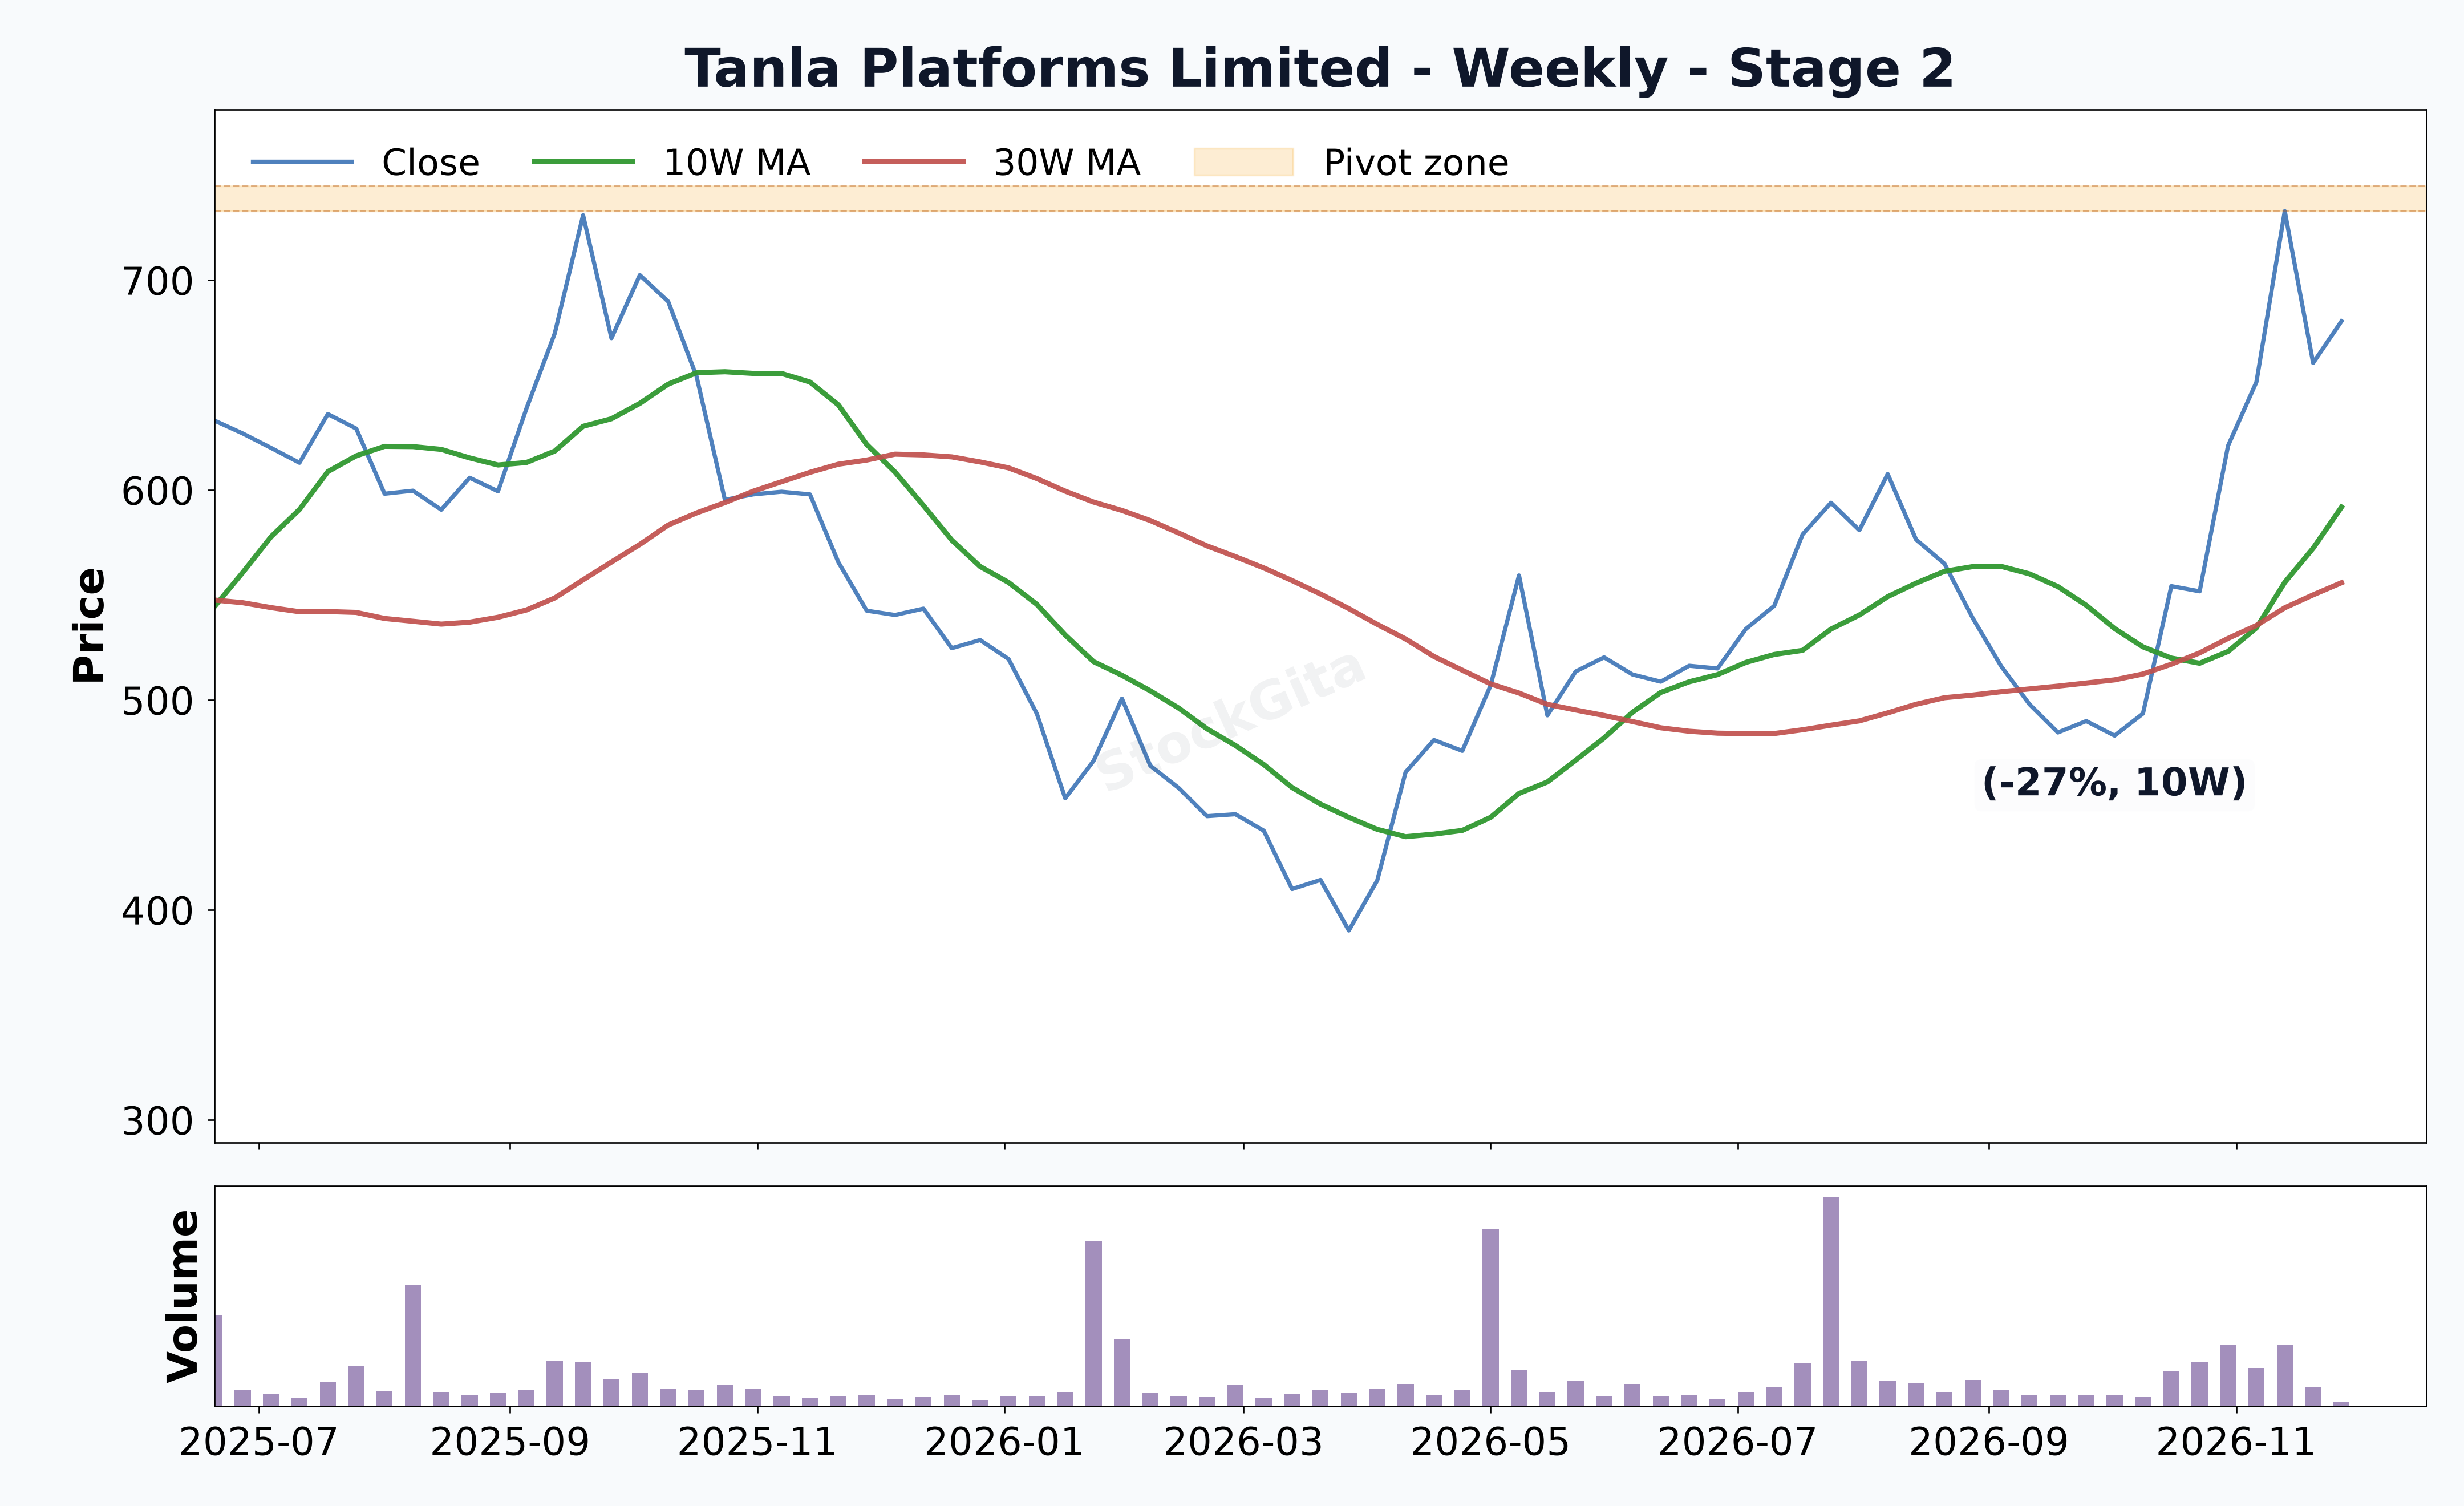 Tanla Platforms Limited - Weekly - Stage 2
Close 10W MA 30W MA Pivot zone
Price
700
600
500
400
300
StockGita
(-27%, 10W)
Volume
2025-07 2025-09 2025-11 2026-01 2026-03 2026-05 2026-07 2026-09 2026-11